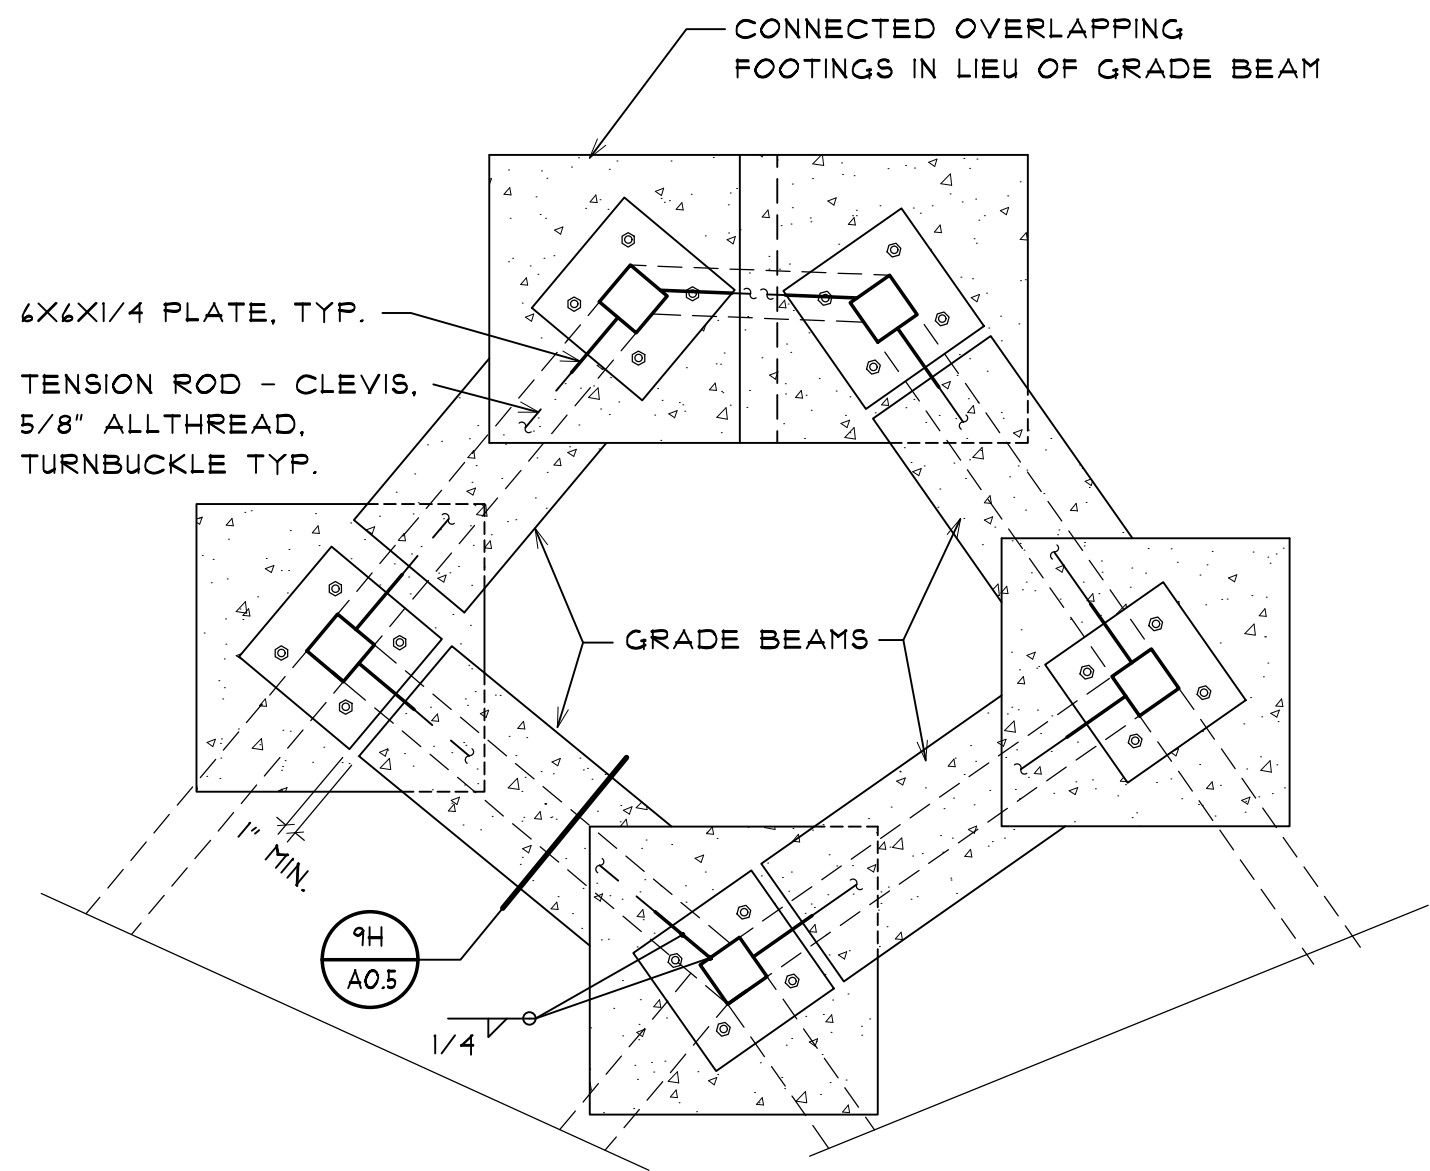 CONNECTED OVERLAPPING
FOOTINGS IN LIEU OF GRADE BEAM
6X6X1/4 PLATE, TYP.
TENSION ROD - CLEVIS,
5/8" ALLTHREAD,
TURNBUCKLE TYP.
GRADE BEAMS
1"
MIN.
9H
A0.5
1/4